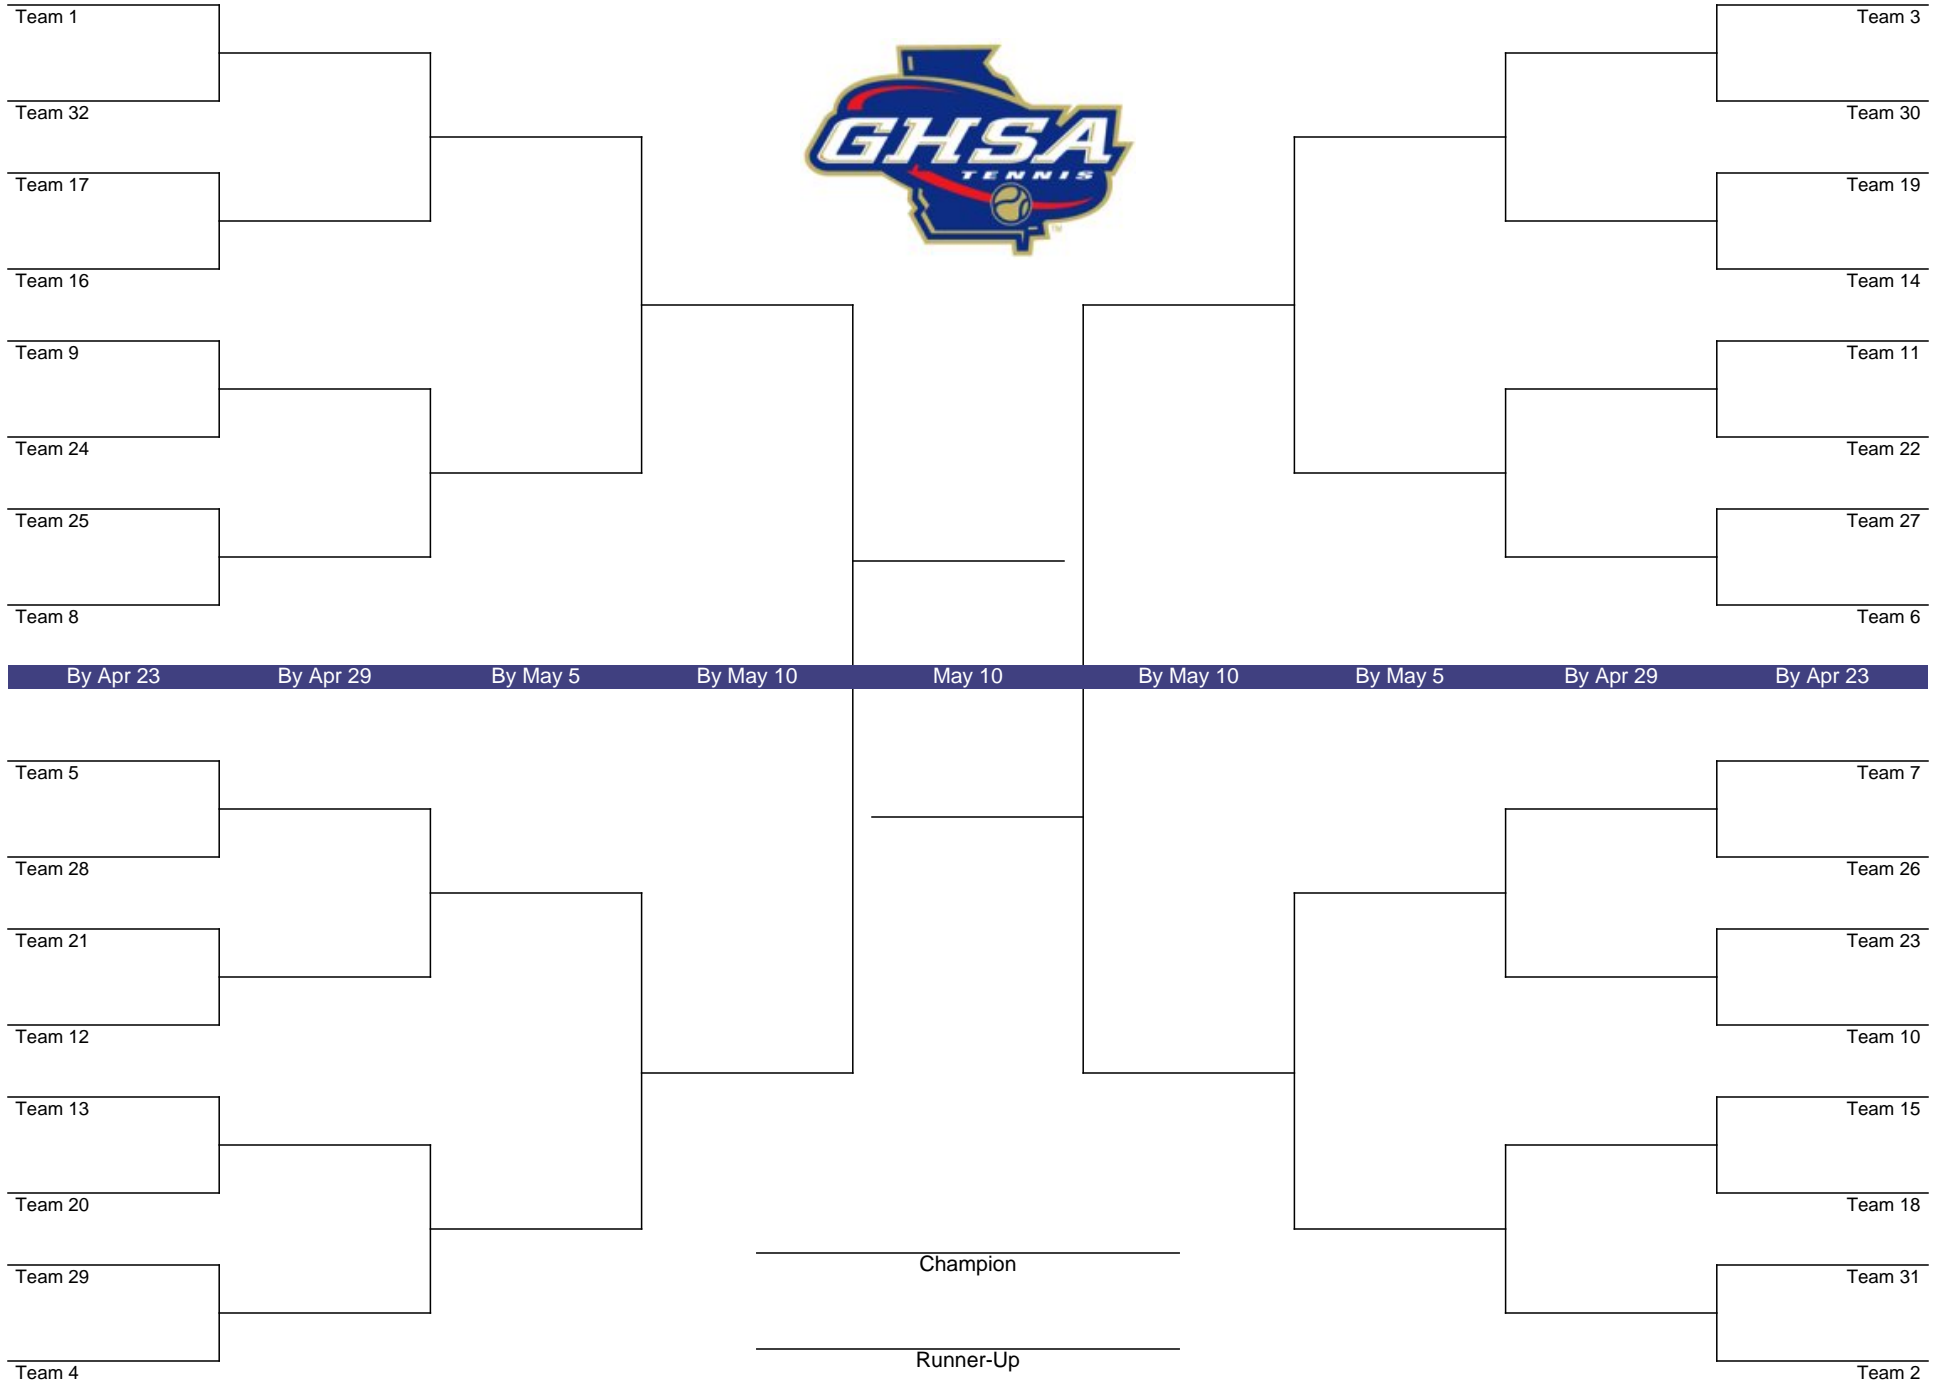 Team 1
Team 3
Team 32
Team 30
Team 17
Team 19
Team 16
Team 14
Team 9
Team 11
Team 24
Team 22
Team 25
Team 27
Team 8
Team 6
GHSA
TENNIS
TM
By Apr 23 By Apr 29 By May 5 By May 10 May 10 By May 10 By May 5 By Apr 29 By Apr 23
Team 5
Team 7
Team 28
Team 26
Team 21
Team 23
Team 12
Team 10
Team 13
Team 15
Team 20
Team 18
Team 29
Team 31
Team 4
Team 2
Champion
Runner-Up